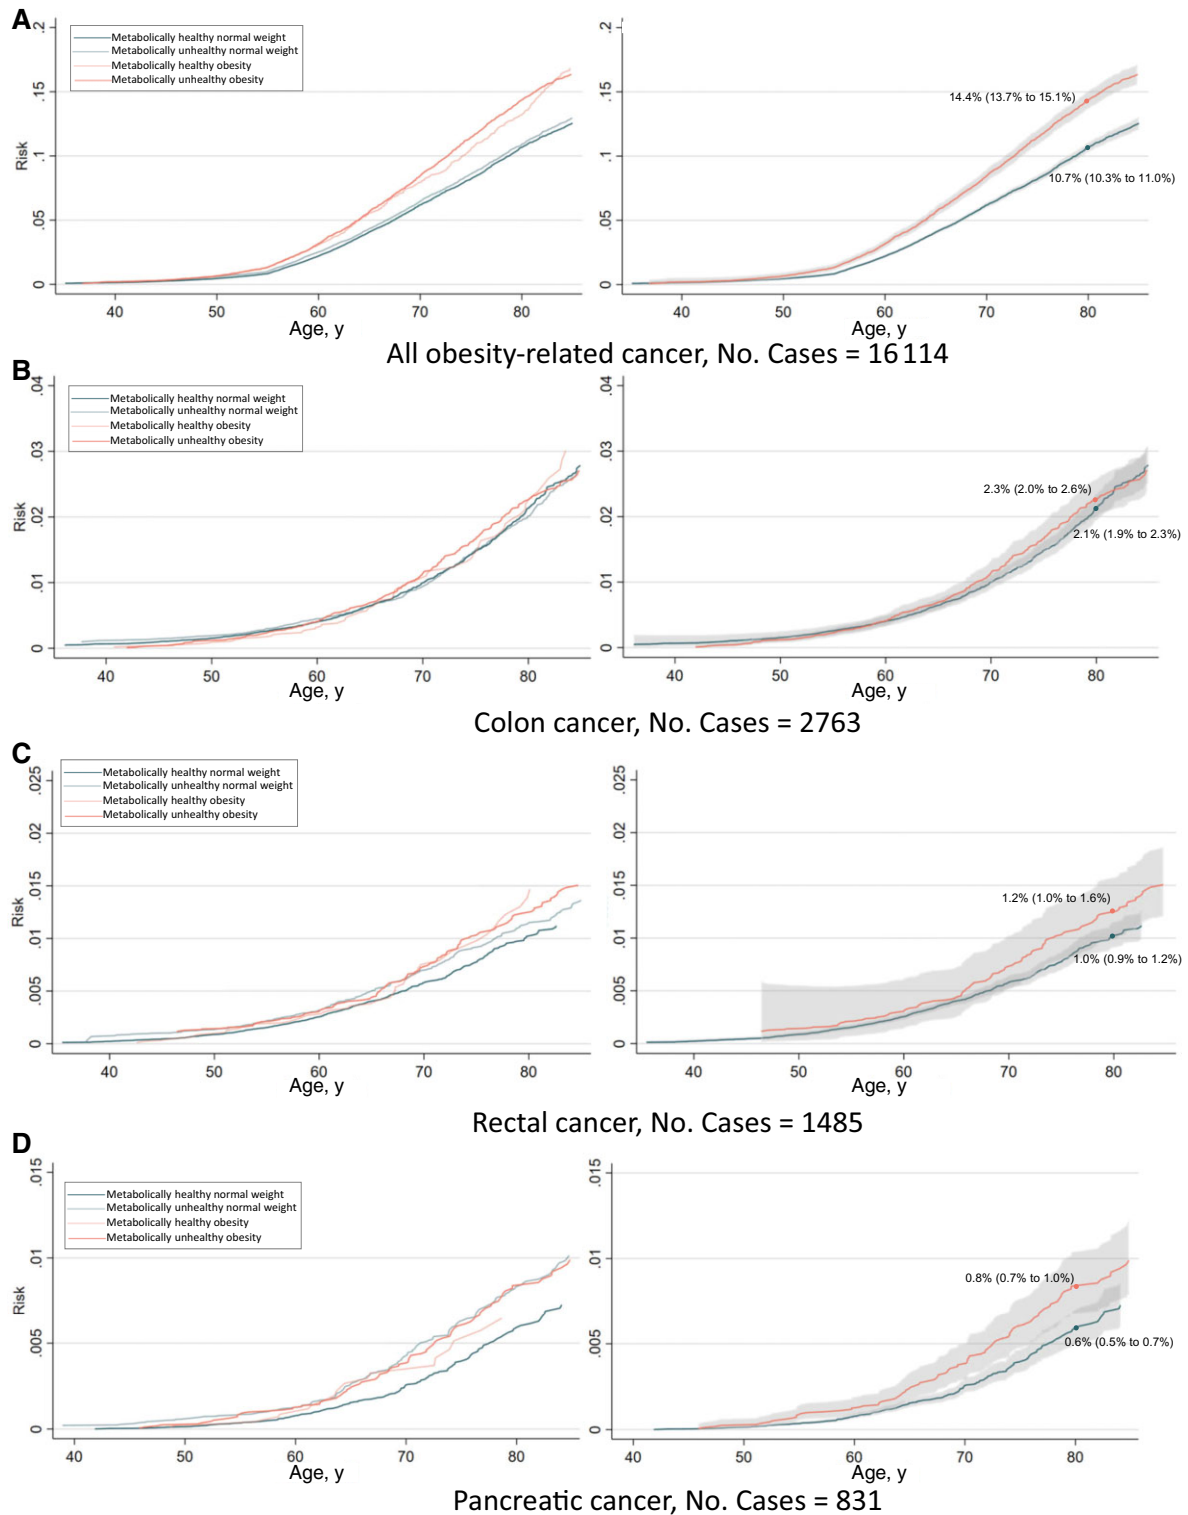 A
Metabolically healthy normal weight
Metabolically unhealthy normal weight
Metabolically healthy obesity
Metabolically unhealthy obesity
Risk
.2
.15
.1
.05
0
40 50 60 70 80
Age, y
.2
.15
.1
.05
0
14.4% (13.7% to 15.1%)
10.7% (10.3% to 11.0%)
40 50 60 70 80
Age, y
All obesity-related cancer, No. Cases = 16 114
B
Metabolically healthy normal weight
Metabolically unhealthy normal weight
Metabolically healthy obesity
Metabolically unhealthy obesity
Risk
.04
.03
.02
.01
0
40 50 60 70 80
Age, y
.04
.03
.02
.01
0
2.3% (2.0% to 2.6%)
2.1% (1.9% to 2.3%)
40 50 60 70 80
Age, y
Colon cancer, No. Cases = 2763
C
Metabolically healthy normal weight
Metabolically unhealthy normal weight
Metabolically healthy obesity
Metabolically unhealthy obesity
Risk
.025
.02
.015
.01
.005
0
40 50 60 70 80
Age, y
.025
.02
.015
.01
.005
0
1.2% (1.0% to 1.6%)
1.0% (0.9% to 1.2%)
40 50 60 70 80
Age, y
Rectal cancer, No. Cases = 1485
D
Metabolically healthy normal weight
Metabolically unhealthy normal weight
Metabolically healthy obesity
Metabolically unhealthy obesity
Risk
.015
.01
.005
0
40 50 60 70 80
Age, y
.015
.01
.005
0
0.8% (0.7% to 1.0%)
0.6% (0.5% to 0.7%)
40 50 60 70 80
Age, y
Pancreatic cancer, No. Cases = 831